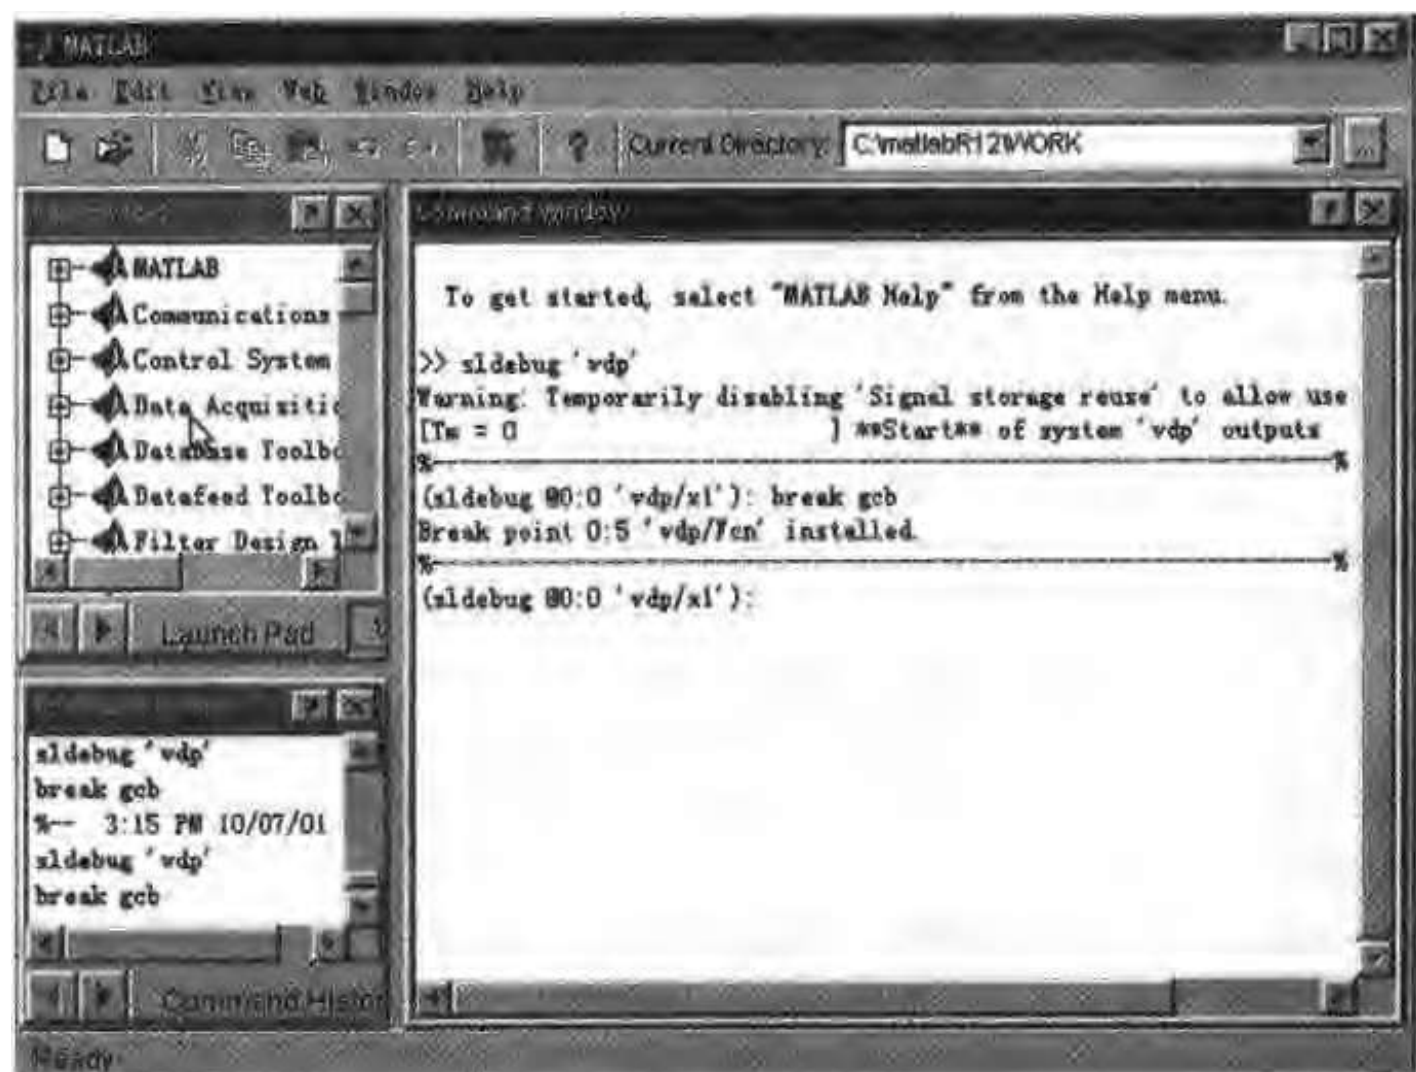 MATLAB
File Edit View Web Window Help
? Current Directory: C:\matlabR12\WORK ...
MATLAB
Communications
Control System
Data Acquisitio
Database Toolbo
Datafeed Toolbo
Filter Design T
Launch Pad
sldebug 'vdp'
break gcb
%-- 3:15 PM 10/07/01
sldebug 'vdp'
break gcb
Command Histor
Command Window
To get started, select "MATLAB Help" from the Help menu.
>> sldebug 'vdp'
Warning: Temporarily disabling 'Signal storage reuse' to allow use
[Tm = 0 ] **Start** of system 'vdp' outputs
%----------------------------------------------------------------%
(sldebug @0:0 'vdp/x1'): break gcb
Break point 0:5 'vdp/Fcn' installed.
%----------------------------------------------------------------%
(sldebug @0:0 'vdp/x1'):
Ready